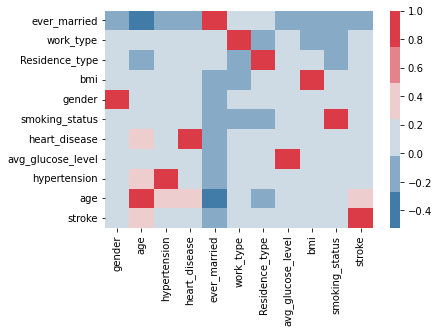 ever_married
work_type
Residence_type
bmi
gender
smoking_status
heart_disease
avg_glucose_level
hypertension
age
stroke
gender
age
hypertension
heart_disease
ever_married
work_type
Residence_type
avg_glucose_level
bmi
smoking_status
stroke
1.0
0.8
0.6
0.4
0.2
0.0
−0.2
−0.4